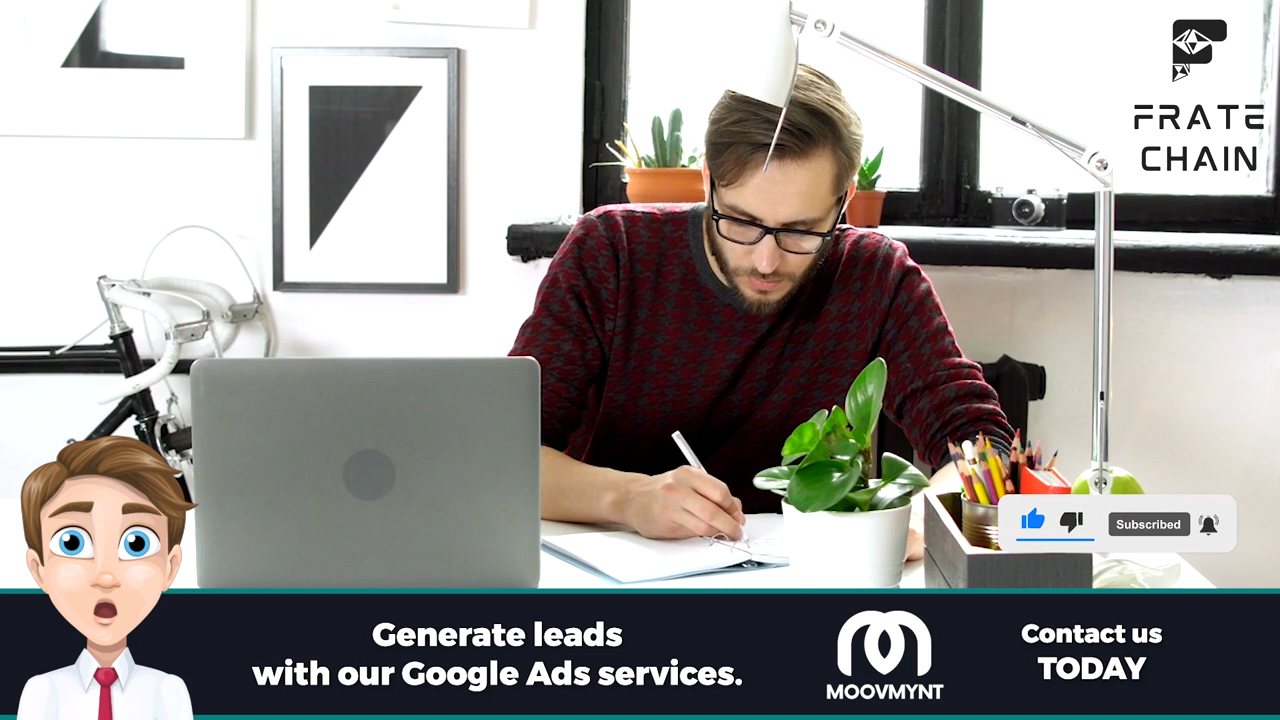 FRATE
CHAIN
Subscribed
Generate leads
with our Google Ads services.
MOOVMYNT
Contact us
TODAY